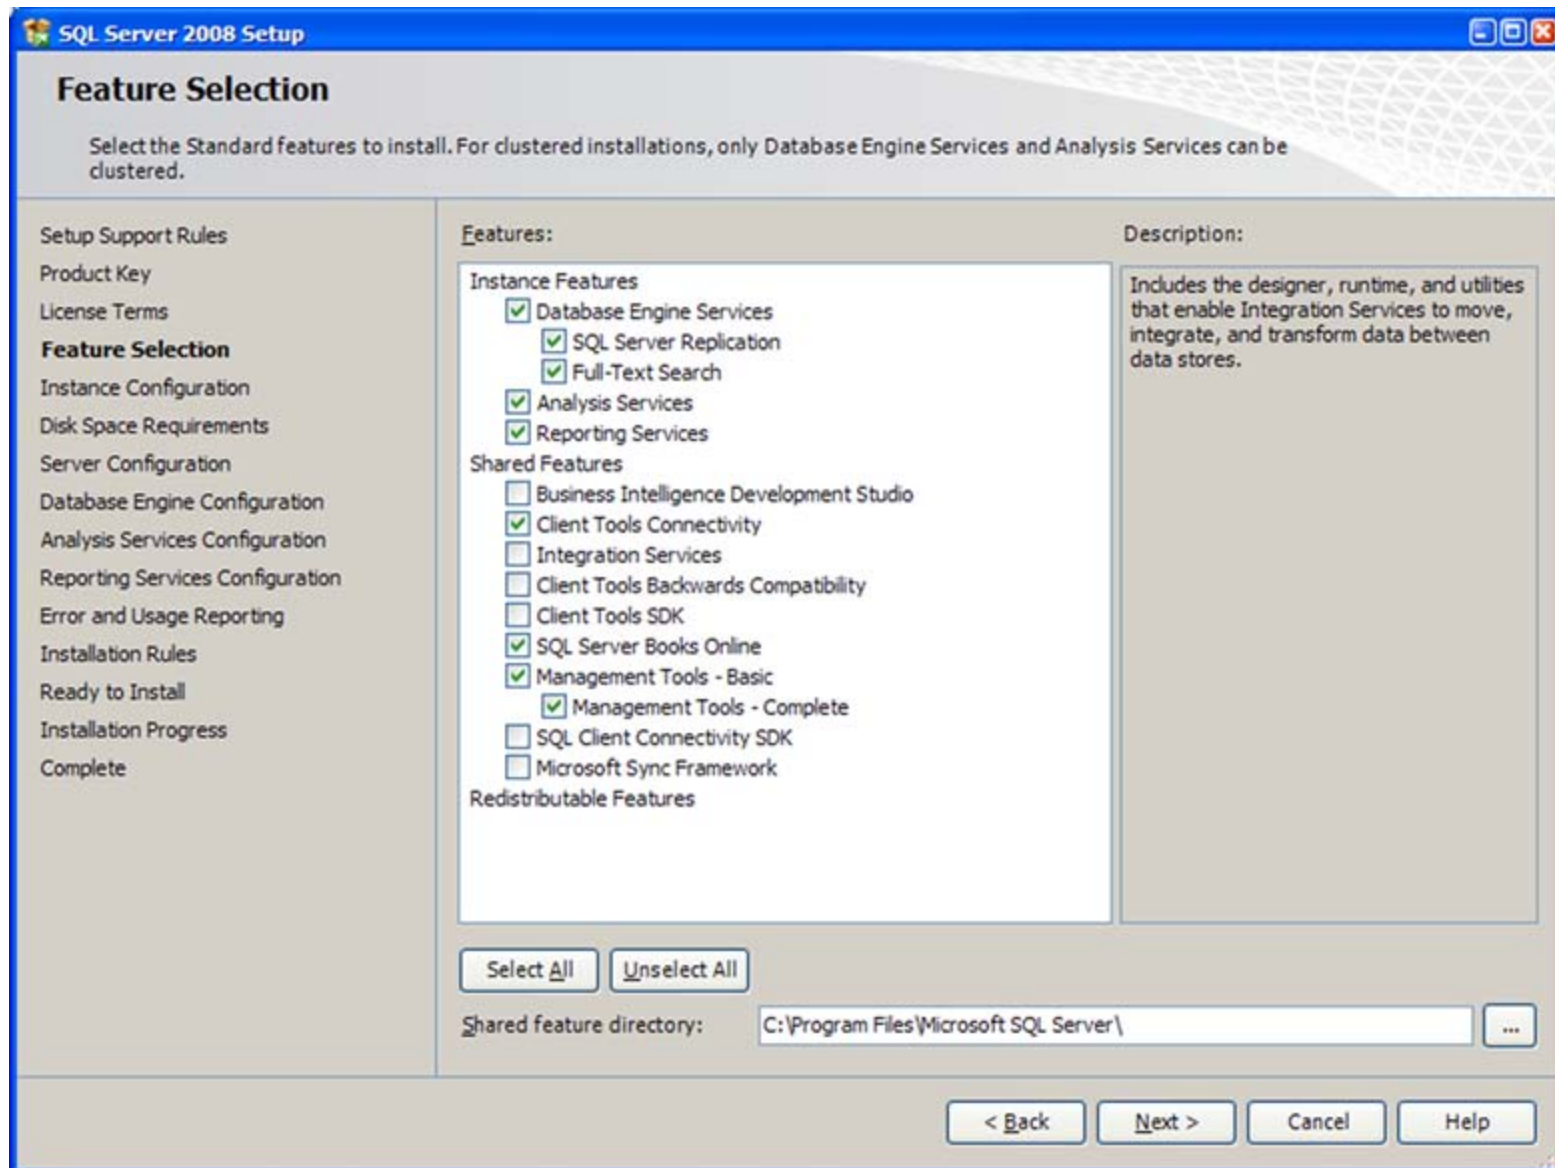 SQL Server 2008 Setup
Feature Selection
Select the Standard features to install. For clustered installations, only Database Engine Services and Analysis Services can be
clustered.
Setup Support Rules
Product Key
License Terms
Feature Selection
Instance Configuration
Disk Space Requirements
Server Configuration
Database Engine Configuration
Analysis Services Configuration
Reporting Services Configuration
Error and Usage Reporting
Installation Rules
Ready to Install
Installation Progress
Complete
Features:
Instance Features
Database Engine Services
SQL Server Replication
Full-Text Search
Analysis Services
Reporting Services
Shared Features
Business Intelligence Development Studio
Client Tools Connectivity
Integration Services
Client Tools Backwards Compatibility
Client Tools SDK
SQL Server Books Online
Management Tools - Basic
Management Tools - Complete
SQL Client Connectivity SDK
Microsoft Sync Framework
Redistributable Features
Description:
Includes the designer, runtime, and utilities
that enable Integration Services to move,
integrate, and transform data between
data stores.
Select All
Unselect All
Shared feature directory:
C:\Program Files\Microsoft SQL Server\
...
< Back
Next >
Cancel
Help